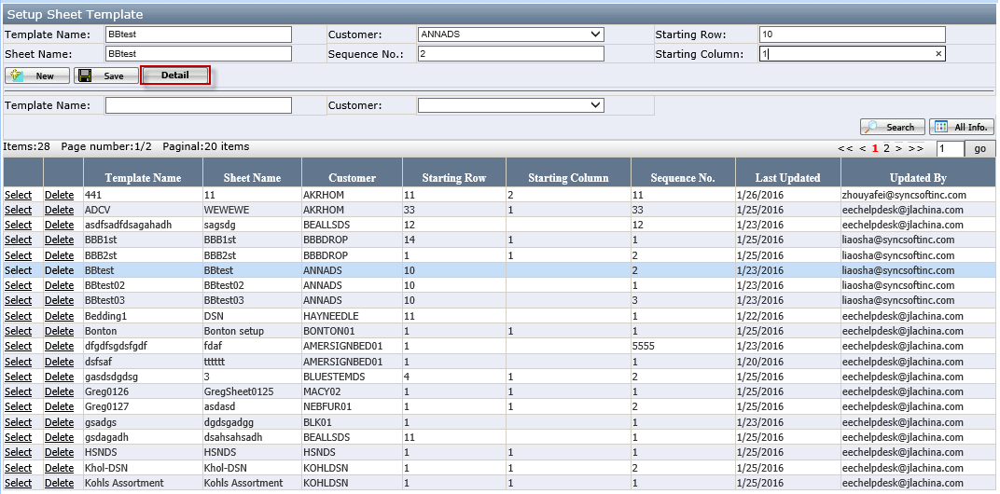 Setup Sheet Template
Template Name: BBtest Customer: ANNADS Starting Row: 10
Sheet Name: BBtest Sequence No.: 2 Starting Column: 1 ×
New Save Detail
Template Name: Customer:
Search All Info.
Items:28 Page number:1/2 Paginal:20 items << < 1 2 > >> 1 go
Template Name Sheet Name Customer Starting Row Starting Column Sequence No. Last Updated Updated By
Select Delete 441 11 AKRHOM 11 2 11 1/26/2016 zhouyafei@syncsoftinc.com
Select Delete ADCV WEWEWE AKRHOM 33 1 33 1/25/2016 eechelpdesk@jlachina.com
Select Delete asdfsadfdsagahadh sagsdg BEALLSDS 12 12 1/23/2016 eechelpdesk@jlachina.com
Select Delete BBB1st BBB1st BBBDROP 14 1 1 1/25/2016 liaosha@syncsoftinc.com
Select Delete BBB2st BBB2st BBBDROP 1 1 2 1/25/2016 liaosha@syncsoftinc.com
Select Delete BBtest BBtest ANNADS 10 2 1/23/2016 liaosha@syncsoftinc.com
Select Delete BBtest02 BBtest02 ANNADS 10 1 1/23/2016 liaosha@syncsoftinc.com
Select Delete BBtest03 BBtest03 ANNADS 10 3 1/23/2016 liaosha@syncsoftinc.com
Select Delete Bedding1 DSN HAYNEEDLE 11 1 1/22/2016 eechelpdesk@jlachina.com
Select Delete Bonton Bonton setup BONTON01 1 1 1 1/25/2016 eechelpdesk@jlachina.com
Select Delete dfgdfsgdsfgdf fdaf AMERSIGNBED01 1 5555 1/23/2016 eechelpdesk@jlachina.com
Select Delete dsfsaf tttttt AMERSIGNBED01 1 1 1/20/2016 eechelpdesk@jlachina.com
Select Delete gasdsdgdsg 3 BLUESTEMDS 4 1 2 1/25/2016 eechelpdesk@jlachina.com
Select Delete Greg0126 GregSheet0125 MACY02 1 1 1 1/25/2016 eechelpdesk@jlachina.com
Select Delete Greg0127 asdasd NEBFUR01 1 1 2 1/25/2016 eechelpdesk@jlachina.com
Select Delete gsadgs dgdsgadgg BLK01 1 1 1/23/2016 eechelpdesk@jlachina.com
Select Delete gsdagadh dsahsahsadh BEALLSDS 11 1 1/25/2016 eechelpdesk@jlachina.com
Select Delete HSNDS HSNDS HSNDS 1 1 1 1/25/2016 eechelpdesk@jlachina.com
Select Delete Khol-DSN Khol-DSN KOHLDSN 1 1 2 1/25/2016 eechelpdesk@jlachina.com
Select Delete Kohls Assortment Kohls Assortment KOHLDSN 1 1 1 1/25/2016 eechelpdesk@jlachina.com